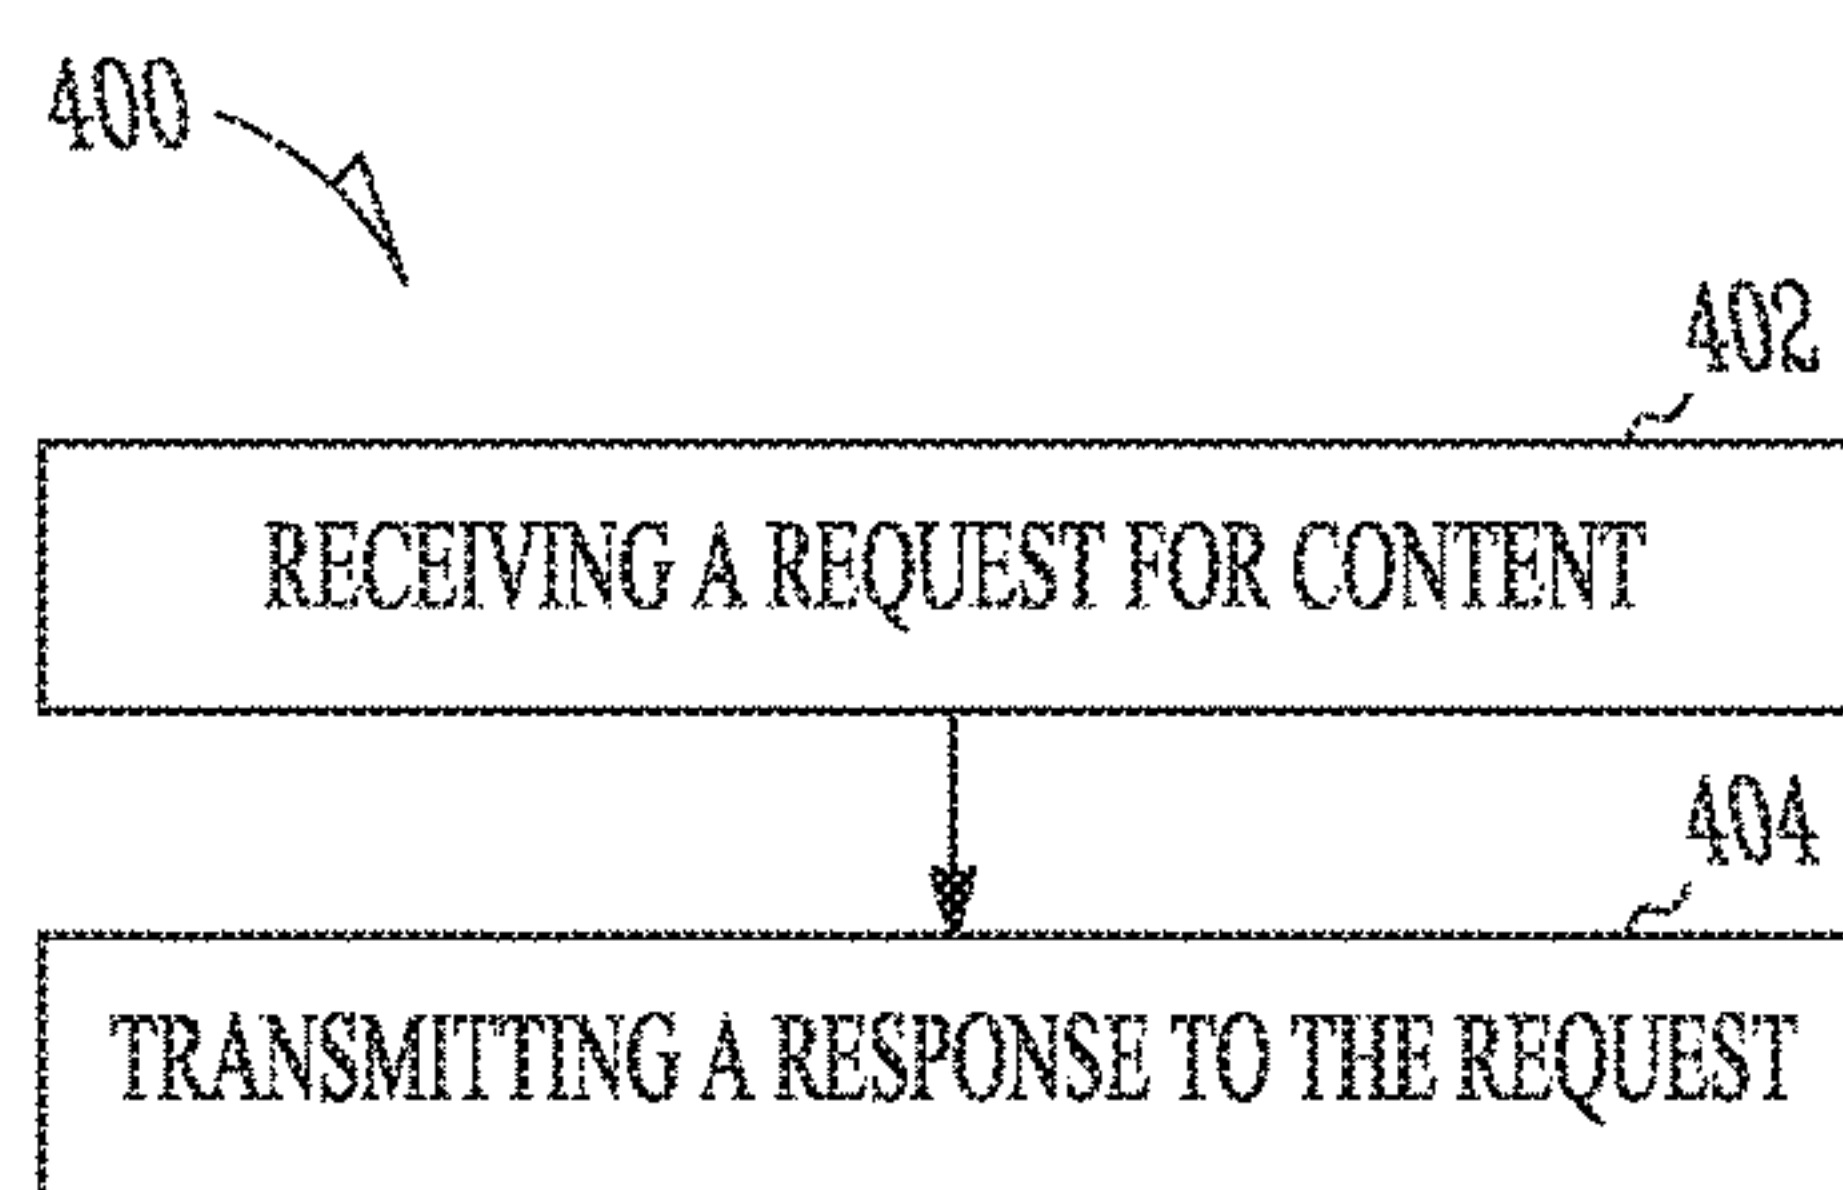 400
402
RECEIVING A REQUEST FOR CONTENT
404
TRANSMITTING A RESPONSE TO THE REQUEST